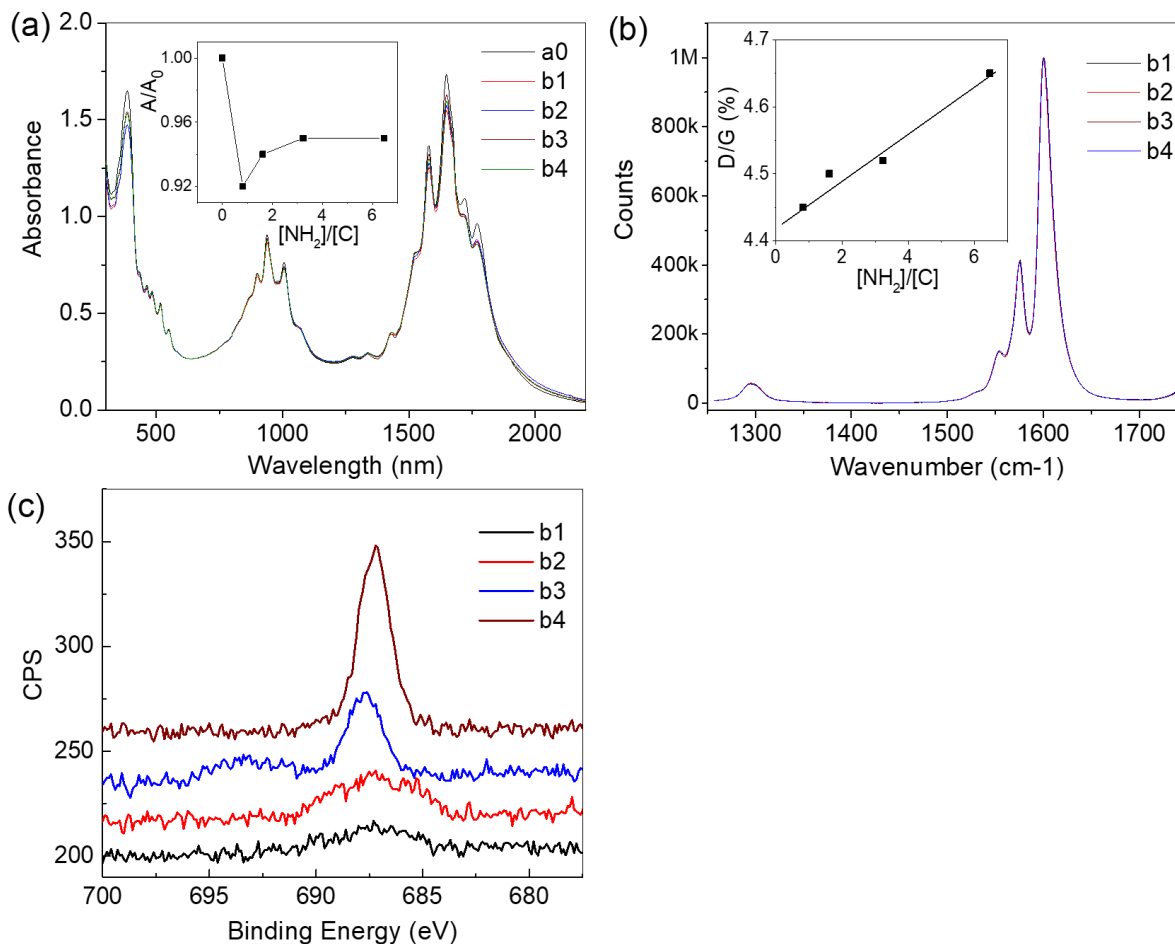 (a)
2.0
1.5
1.0
0.5
0.0
Absorbance
500
1000
1500
2000
Wavelength (nm)
a0
b1
b2
b3
b4
1.00
0.96
0.92
A/A0
0 2 4 6
[NH2]/[C]
(b)
1M
800k
600k
400k
200k
0
Counts
1300
1400
1500
1600
1700
Wavenumber (cm-1)
b1
b2
b3
b4
4.7
4.6
4.5
4.4
D/G (%)
0 2 4 6
[NH2]/[C]
(c)
350
300
250
200
CPS
700
695
690
685
680
Binding Energy (eV)
b1
b2
b3
b4